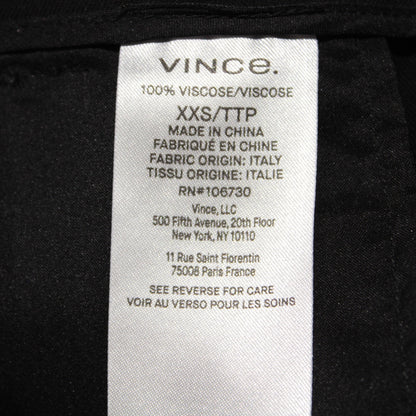 VINCE.
100% VISCOSE/VISCOSE
XXS/TTP
MADE IN CHINA
FABRIQUÉ EN CHINE
FABRIC ORIGIN: ITALY
TISSU ORIGINE: ITALIE
RN#106730
Vince, LLC
500 Fifth Avenue, 20th Floor
New York, NY 10110
11 Rue Saint Florentin
75008 Paris France
SEE REVERSE FOR CARE
VOIR AU VERSO POUR LES SOINS